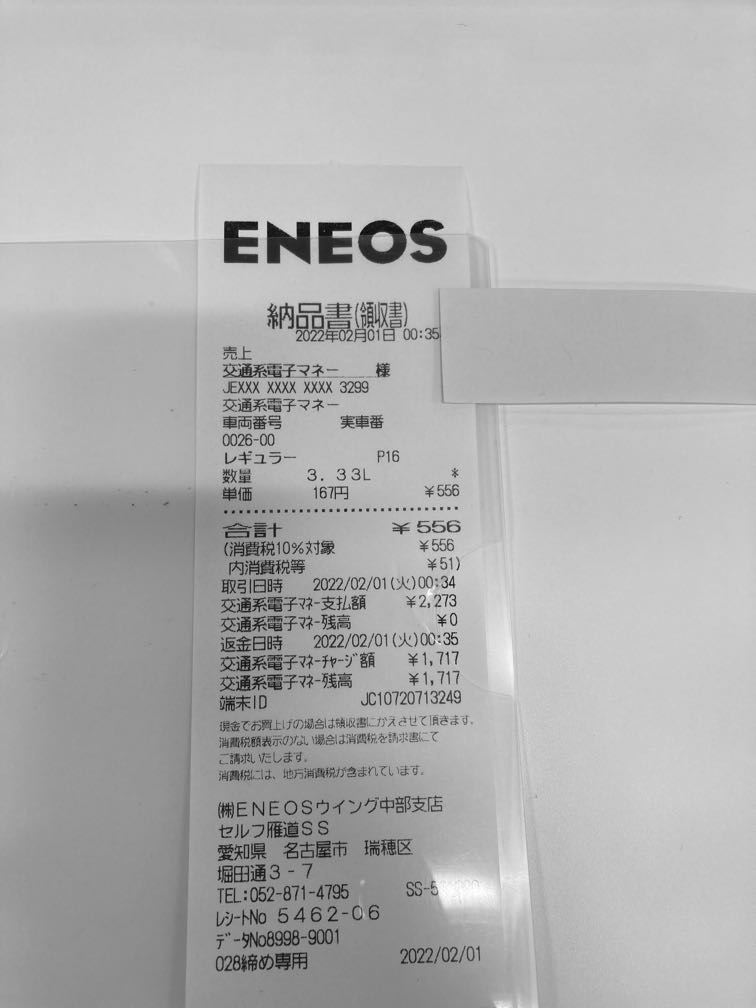 ENEOS
納品書(領収書)
2022年02月01日 00:35
売上
交通系電子マネー 様
JEXXX XXXX XXXX 3299
交通系電子マネー
車両番号 実車番
0026-00
レギュラー P16
数量 3.33L *
単価 167円 ¥556
合計 ¥556
(消費税10%対象 ¥556
内消費税等 ¥51)
取引日時 2022/02/01(火)00:34
交通系電子マネー支払額 ¥2,273
交通系電子マネー残高 ¥0
返金日時 2022/02/01(火)00:35
交通系電子マネーチャージ額 ¥1,717
交通系電子マネー残高 ¥1,717
端末ID JC10720713249
現金でお買上げの場合は領収書にかえさせて頂きます。
消費税額表示のない場合は消費税を請求書にて
ご請求いたします。
消費税には、地方消費税が含まれています。
(株)ENEOSウイング中部支店
セルフ雁道SS
愛知県 名古屋市 瑞穂区
堀田通3-7
TEL:052-871-4795
レシートNo 5462-06
データNo8998-9001
028締め専用 2022/02/01